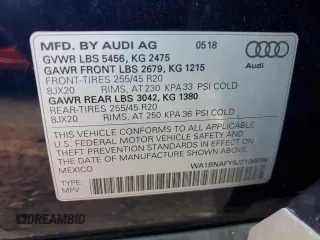 MFD. BY AUDI AG 0518
GVWR LBS 5456, KG 2475
GAWR FRONT LBS 2679, KG 1215
FRONT-TIRES 255/45 R20
8JX20 RIMS, AT 230 KPA 33 PSI COLD
GAWR REAR LBS 3042, KG 1380
REAR-TIRES 255/45 R20
8JX20 RIMS, AT 250 KPA 36 PSI COLD
Audi
THIS VEHICLE CONFORMS TO ALL APPLICABLE
U.S. FEDERAL MOTOR VEHICLE SAFETY AND THEFT
PREVENTION STANDARDS IN EFFECT ON THE DATE OF
MANUFACTURE SHOWN ABOVE
MEXICO
TYPE:
MPV